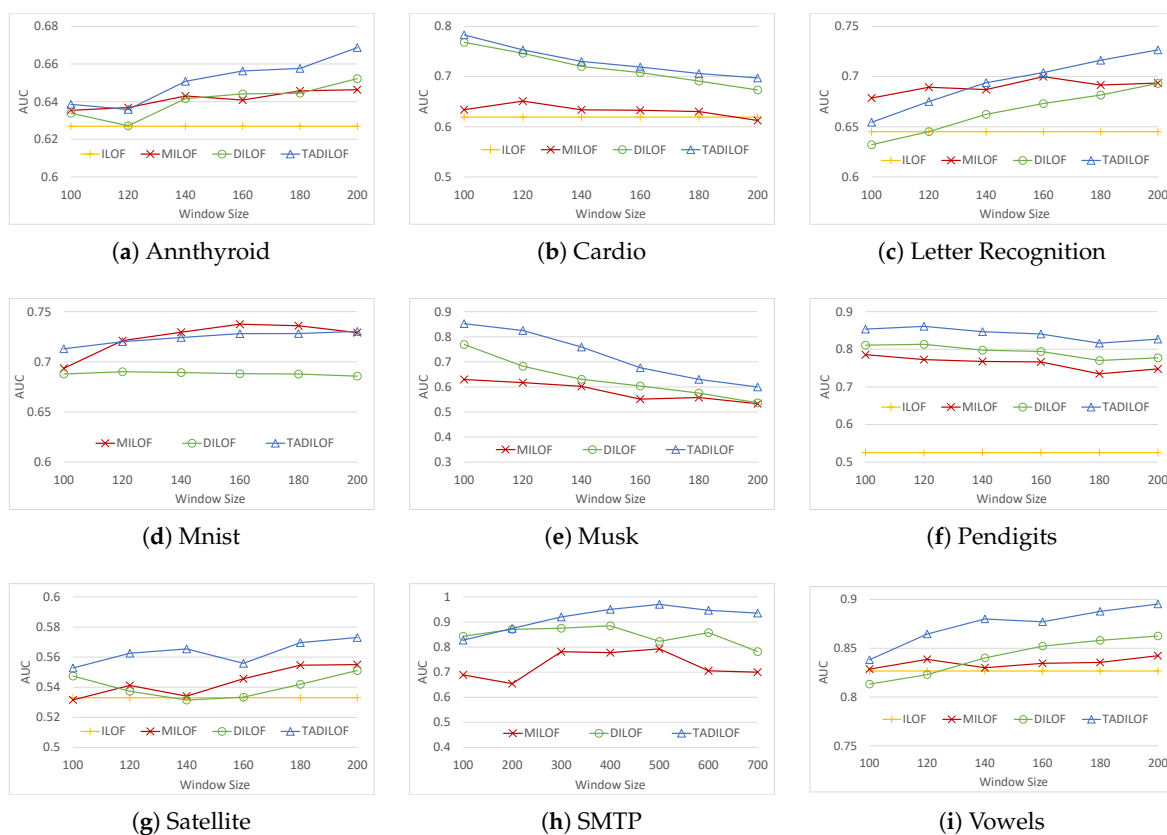 0.68
0.66
0.64
0.62
0.6
AUC
ILOF MILOF DILOF TADILOF
100 120 140 160 180 200
Window Size
(a) Annthyroid
0.8
0.7
0.6
0.5
AUC
ILOF MILOF DILOF TADILOF
100 120 140 160 180 200
Window Size
(b) Cardio
0.75
0.7
0.65
0.6
AUC
ILOF MILOF DILOF TADILOF
100 120 140 160 180 200
Window Size
(c) Letter Recognition
0.75
0.7
0.65
0.6
AUC
MILOF DILOF TADILOF
100 120 140 160 180 200
Window Size
(d) Mnist
0.9
0.8
0.7
0.6
0.5
0.4
0.3
AUC
MILOF DILOF TADILOF
100 120 140 160 180 200
Window Size
(e) Musk
0.9
0.8
0.7
0.6
0.5
AUC
ILOF MILOF DILOF TADILOF
100 120 140 160 180 200
Window Size
(f) Pendigits
0.6
0.58
0.56
0.54
0.52
0.5
AUC
ILOF MILOF DILOF TADILOF
100 120 140 160 180 200
Window Size
(g) Satellite
1
0.9
0.8
0.7
0.6
0.5
0.4
AUC
MILOF DILOF TADILOF
100 200 300 400 500 600 700
Window Size
(h) SMTP
0.9
0.85
0.8
0.75
AUC
ILOF MILOF DILOF TADILOF
100 120 140 160 180 200
Window Size
(i) Vowels